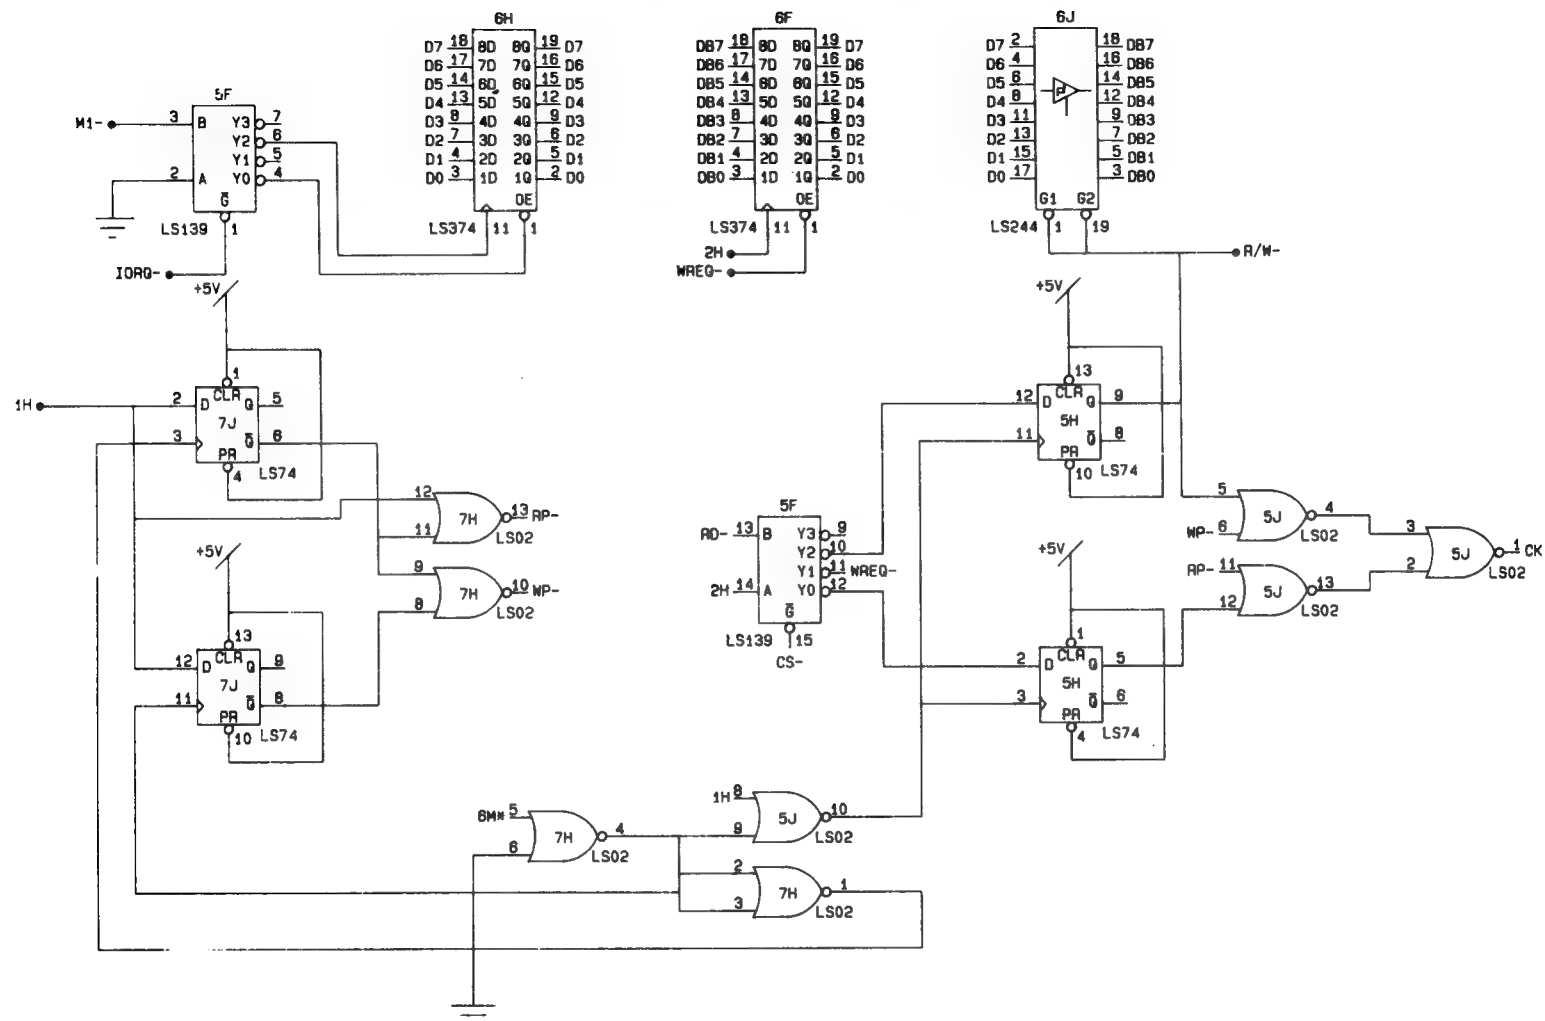 6H
D7 18 8D 8Q 19 D7
D6 17 7D 7Q 16 D6
D5 14 6D 6Q 15 D5
D4 13 5D 5Q 12 D4
D3 8 4D 4Q 9 D3
D2 7 3D 3Q 6 D2
D1 4 2D 2Q 5 D1
D0 3 1D 1Q 2 D0
OE
LS374 11 1
6F
DB7 18 8D 8Q 19 D7
DB6 17 7D 7Q 16 D6
DB5 14 6D 6Q 15 D5
DB4 13 5D 5Q 12 D4
DB3 8 4D 4Q 9 D3
DB2 7 3D 3Q 6 D2
DB1 4 2D 2Q 5 D1
DB0 3 1D 1Q 2 D0
OE
LS374 11 1
2H
WREQ-
6J
D7 2 18 DB7
D6 4 16 DB6
D5 6 14 DB5
D4 8 12 DB4
D3 11 9 DB3
D2 13 7 DB2
D1 15 5 DB1
D0 17 3 DB0
G1 G2
LS244 1 19
R/W-
5F
M1- 3 B Y3 7
Y2 6
Y1 5
2 A Y0 4
G̅
LS139 1
IORQ-
+5V
1
CLR
1H 2 D Q 5
7J
3 Q̅ 6
PR
4 LS74
12
7H 13 RP-
11 LS02
+5V
9
7H 10 WP-
8 LS02
13
CLR
12 D Q 9
7J
11 Q̅ 8
PR
10 LS74
+5V
13
CLR
12 D Q 9
5H
11 Q̅ 8
PR
10 LS74
5F
RD- 13 B Y3 9
Y2 10
Y1 11 WREQ-
2H 14 A Y0 12
G̅
LS139 15
CS-
+5V
1
CLR
2 D Q 5
5H
3 Q̅ 6
PR
4 LS74
5
5J 4
WP- 6 LS02
RP- 11
5J 13
12 LS02
3
5J 1 CK
2 LS02
6M* 5
7H 4
6 LS02
1H 8
5J 10
9 LS02
2
7H 1
3 LS02